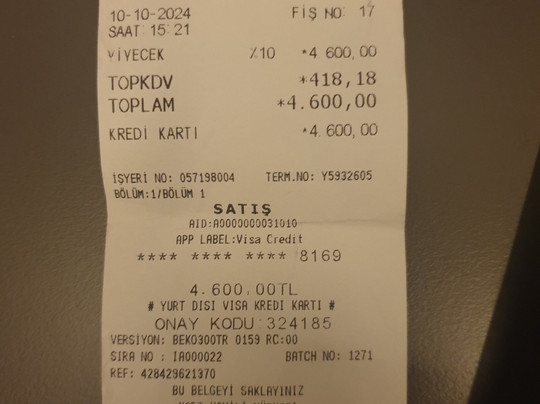 10-10-2024 FİŞ NO: 17
SAAT: 15:21
YİYECEK %10 *4.600,00
TOPKDV *418,18
TOPLAM *4.600,00
KREDİ KARTI *4.600,00
İŞYERİ NO: 057198004 TERM.NO: Y5932605
BÖLÜM:1/BÖLÜM 1
SATIŞ
AID:A0000000031010
APP LABEL:Visa Credit
**** **** **** 8169
4.600,00TL
# YURT DISI VISA KREDI KARTI #
ONAY KODU:324185
VERSİYON: BEKO300TR 0159 RC:00
SIRA NO : IA000022 BATCH NO: 1271
REF: 428429621370
BU BELGEYİ SAKLAYINIZ